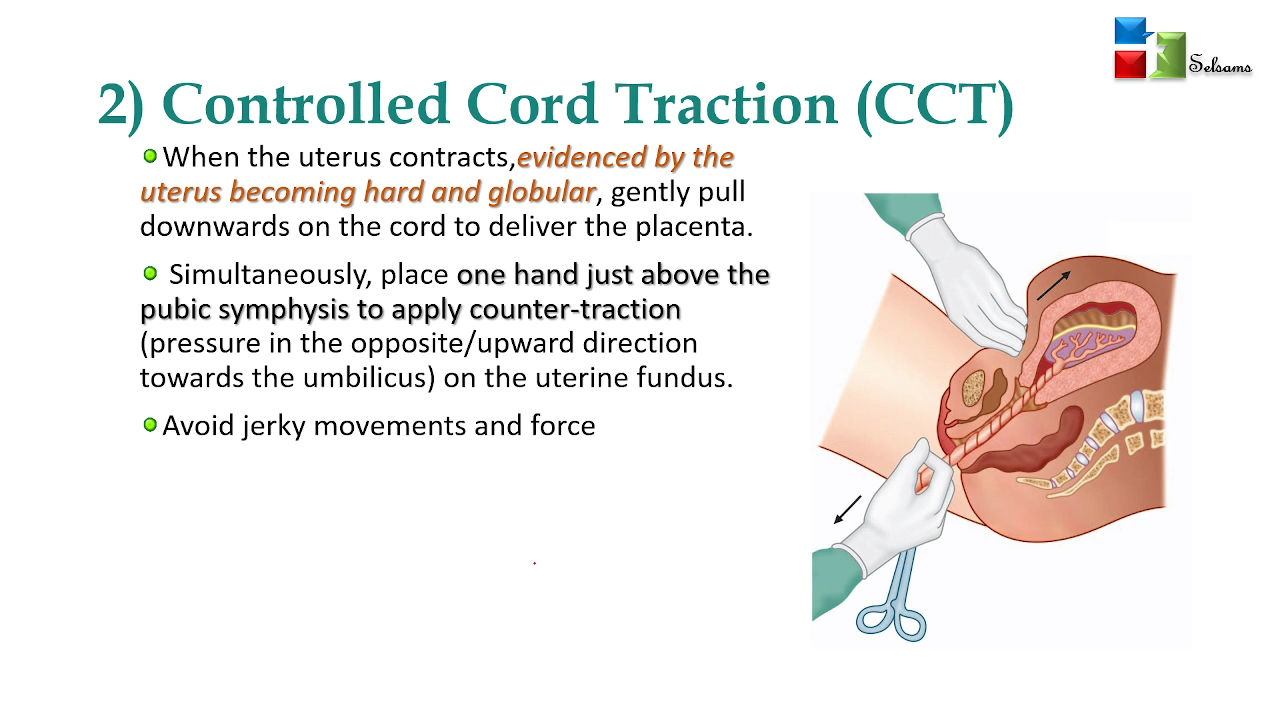 Selsams
2) Controlled Cord Traction (CCT)
When the uterus contracts,evidenced by the
uterus becoming hard and globular, gently pull
downwards on the cord to deliver the placenta.
Simultaneously, place one hand just above the
pubic symphysis to apply counter-traction
(pressure in the opposite/upward direction
towards the umbilicus) on the uterine fundus.
Avoid jerky movements and force